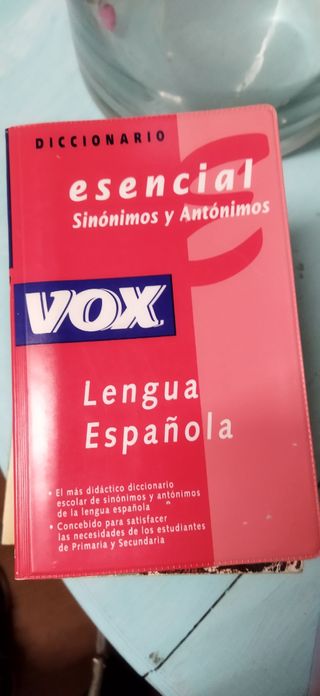 DICCIONARIO
esencial
Sinónimos y Antónimos
VOX
Lengua
Española
• El más didáctico diccionario
escolar de sinónimos y antónimos
de la lengua española
• Concebido para satisfacer
las necesidades de los estudiantes
de Primaria y Secundaria